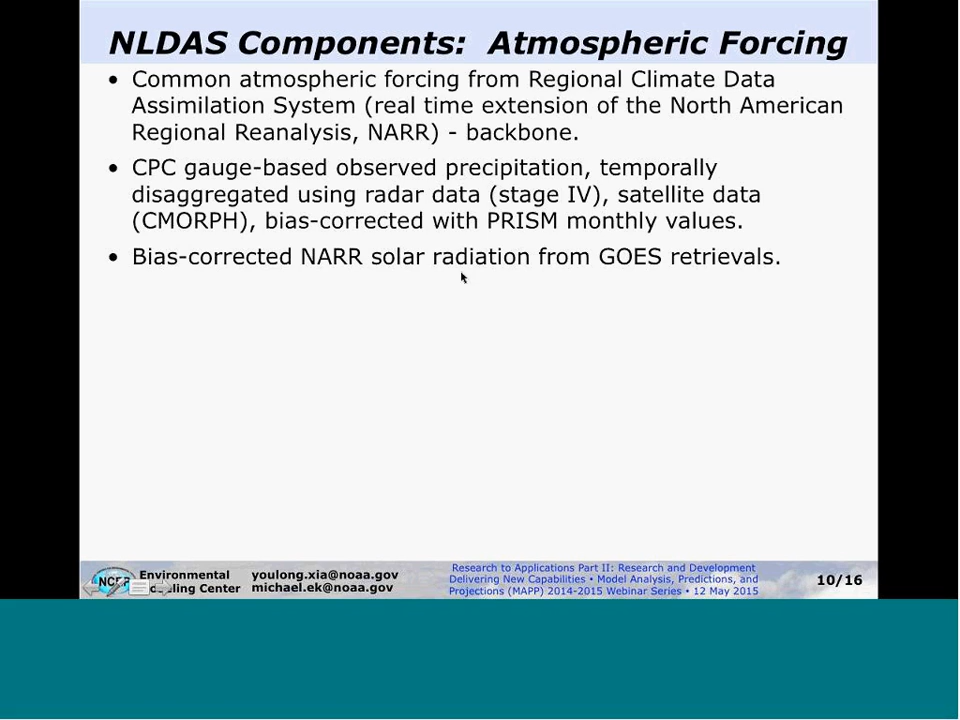 NLDAS Components: Atmospheric Forcing
• Common atmospheric forcing from Regional Climate Data
Assimilation System (real time extension of the North American
Regional Reanalysis, NARR) - backbone.
• CPC gauge-based observed precipitation, temporally
disaggregated using radar data (stage IV), satellite data
(CMORPH), bias-corrected with PRISM monthly values.
• Bias-corrected NARR solar radiation from GOES retrievals.
NCEP
Environmental
Center
youlong.xia@noaa.gov
michael.ek@noaa.gov
Research to Applications Part II: Research and Development
Delivering New Capabilities • Model Analysis, Predictions, and
Projections (MAPP) 2014-2015 Webinar Series • 12 May 2015
10/16